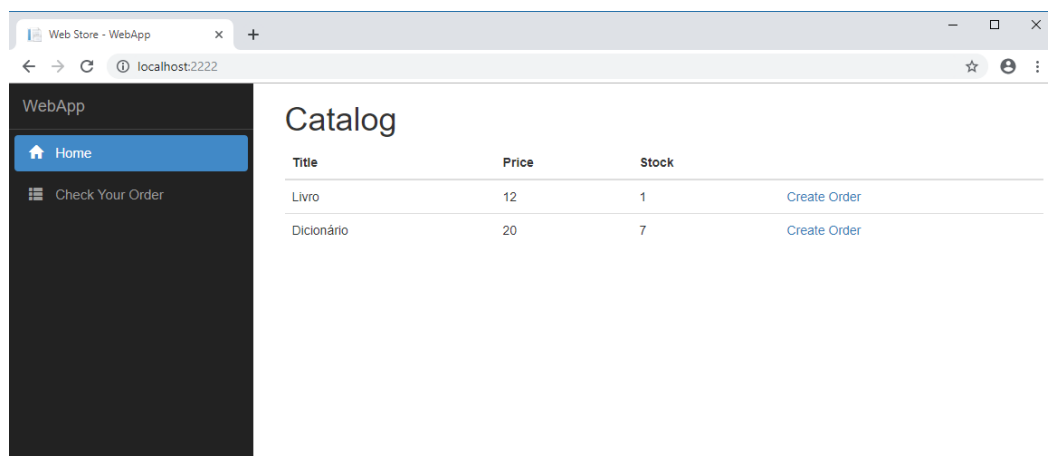 Web Store - WebApp
localhost:2222
WebApp
Home
Check Your Order
Catalog
Title Price Stock
Livro 12 1 Create Order
Dicionário 20 7 Create Order